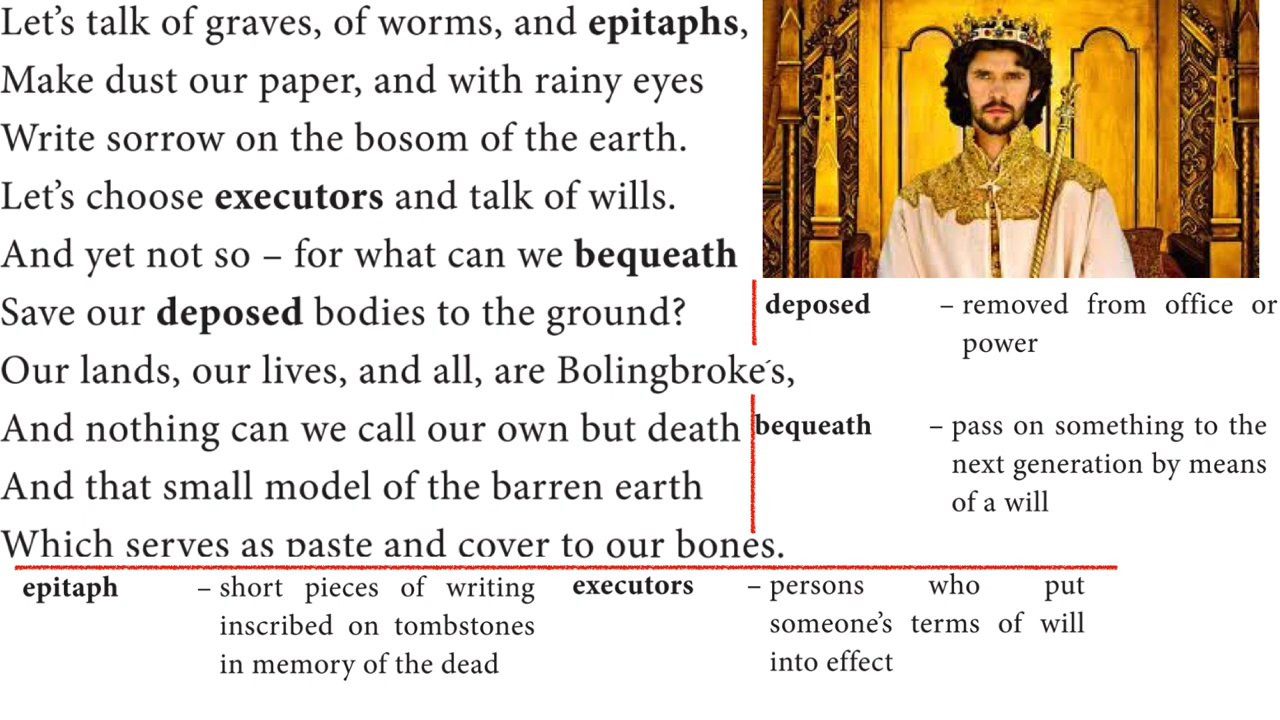 Let’s talk of graves, of worms, and epitaphs,
Make dust our paper, and with rainy eyes
Write sorrow on the bosom of the earth.
Let’s choose executors and talk of wills.
And yet not so – for what can we bequeath
Save our deposed bodies to the ground?
Our lands, our lives, and all, are Bolingbroke´s,
And nothing can we call our own but death
And that small model of the barren earth
Which serves as paste and cover to our bones.
deposed – removed from office or
power
bequeath – pass on something to the
next generation by means
of a will
epitaph – short pieces of writing
inscribed on tombstones
in memory of the dead
executors – persons who put
someone’s terms of will
into effect